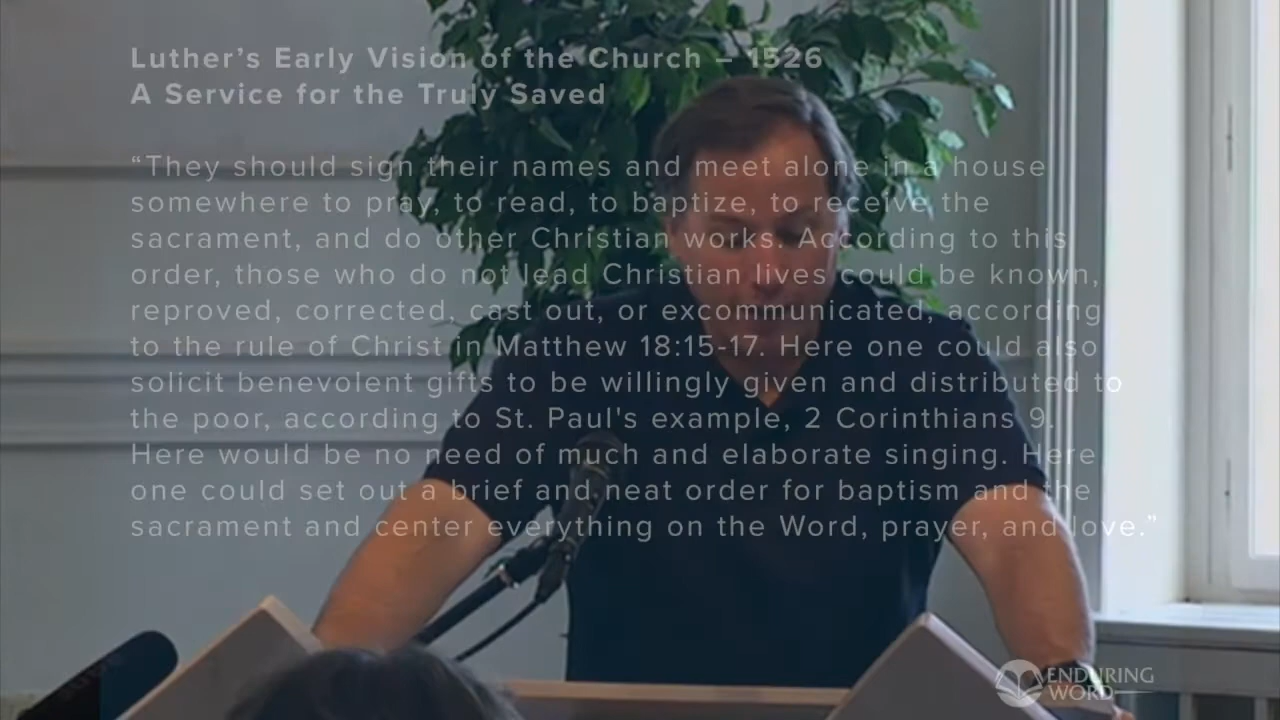 Luther’s Early Vision of the Church – 1526
A Service for the Truly Saved
“They should sign their names and meet alone in a house
somewhere to pray, to read, to baptize, to receive the
sacrament, and do other Christian works. According to this
order, those who do not lead Christian lives could be known,
reproved, corrected, cast out, or excommunicated, according
to the rule of Christ in Matthew 18:15-17. Here one could also
solicit benevolent gifts to be willingly given and distributed to
the poor, according to St. Paul's example, 2 Corinthians 9.
Here would be no need of much and elaborate singing. Here
one could set out a brief and neat order for baptism and the
sacrament and center everything on the Word, prayer, and love.”
ENDURING
WORD